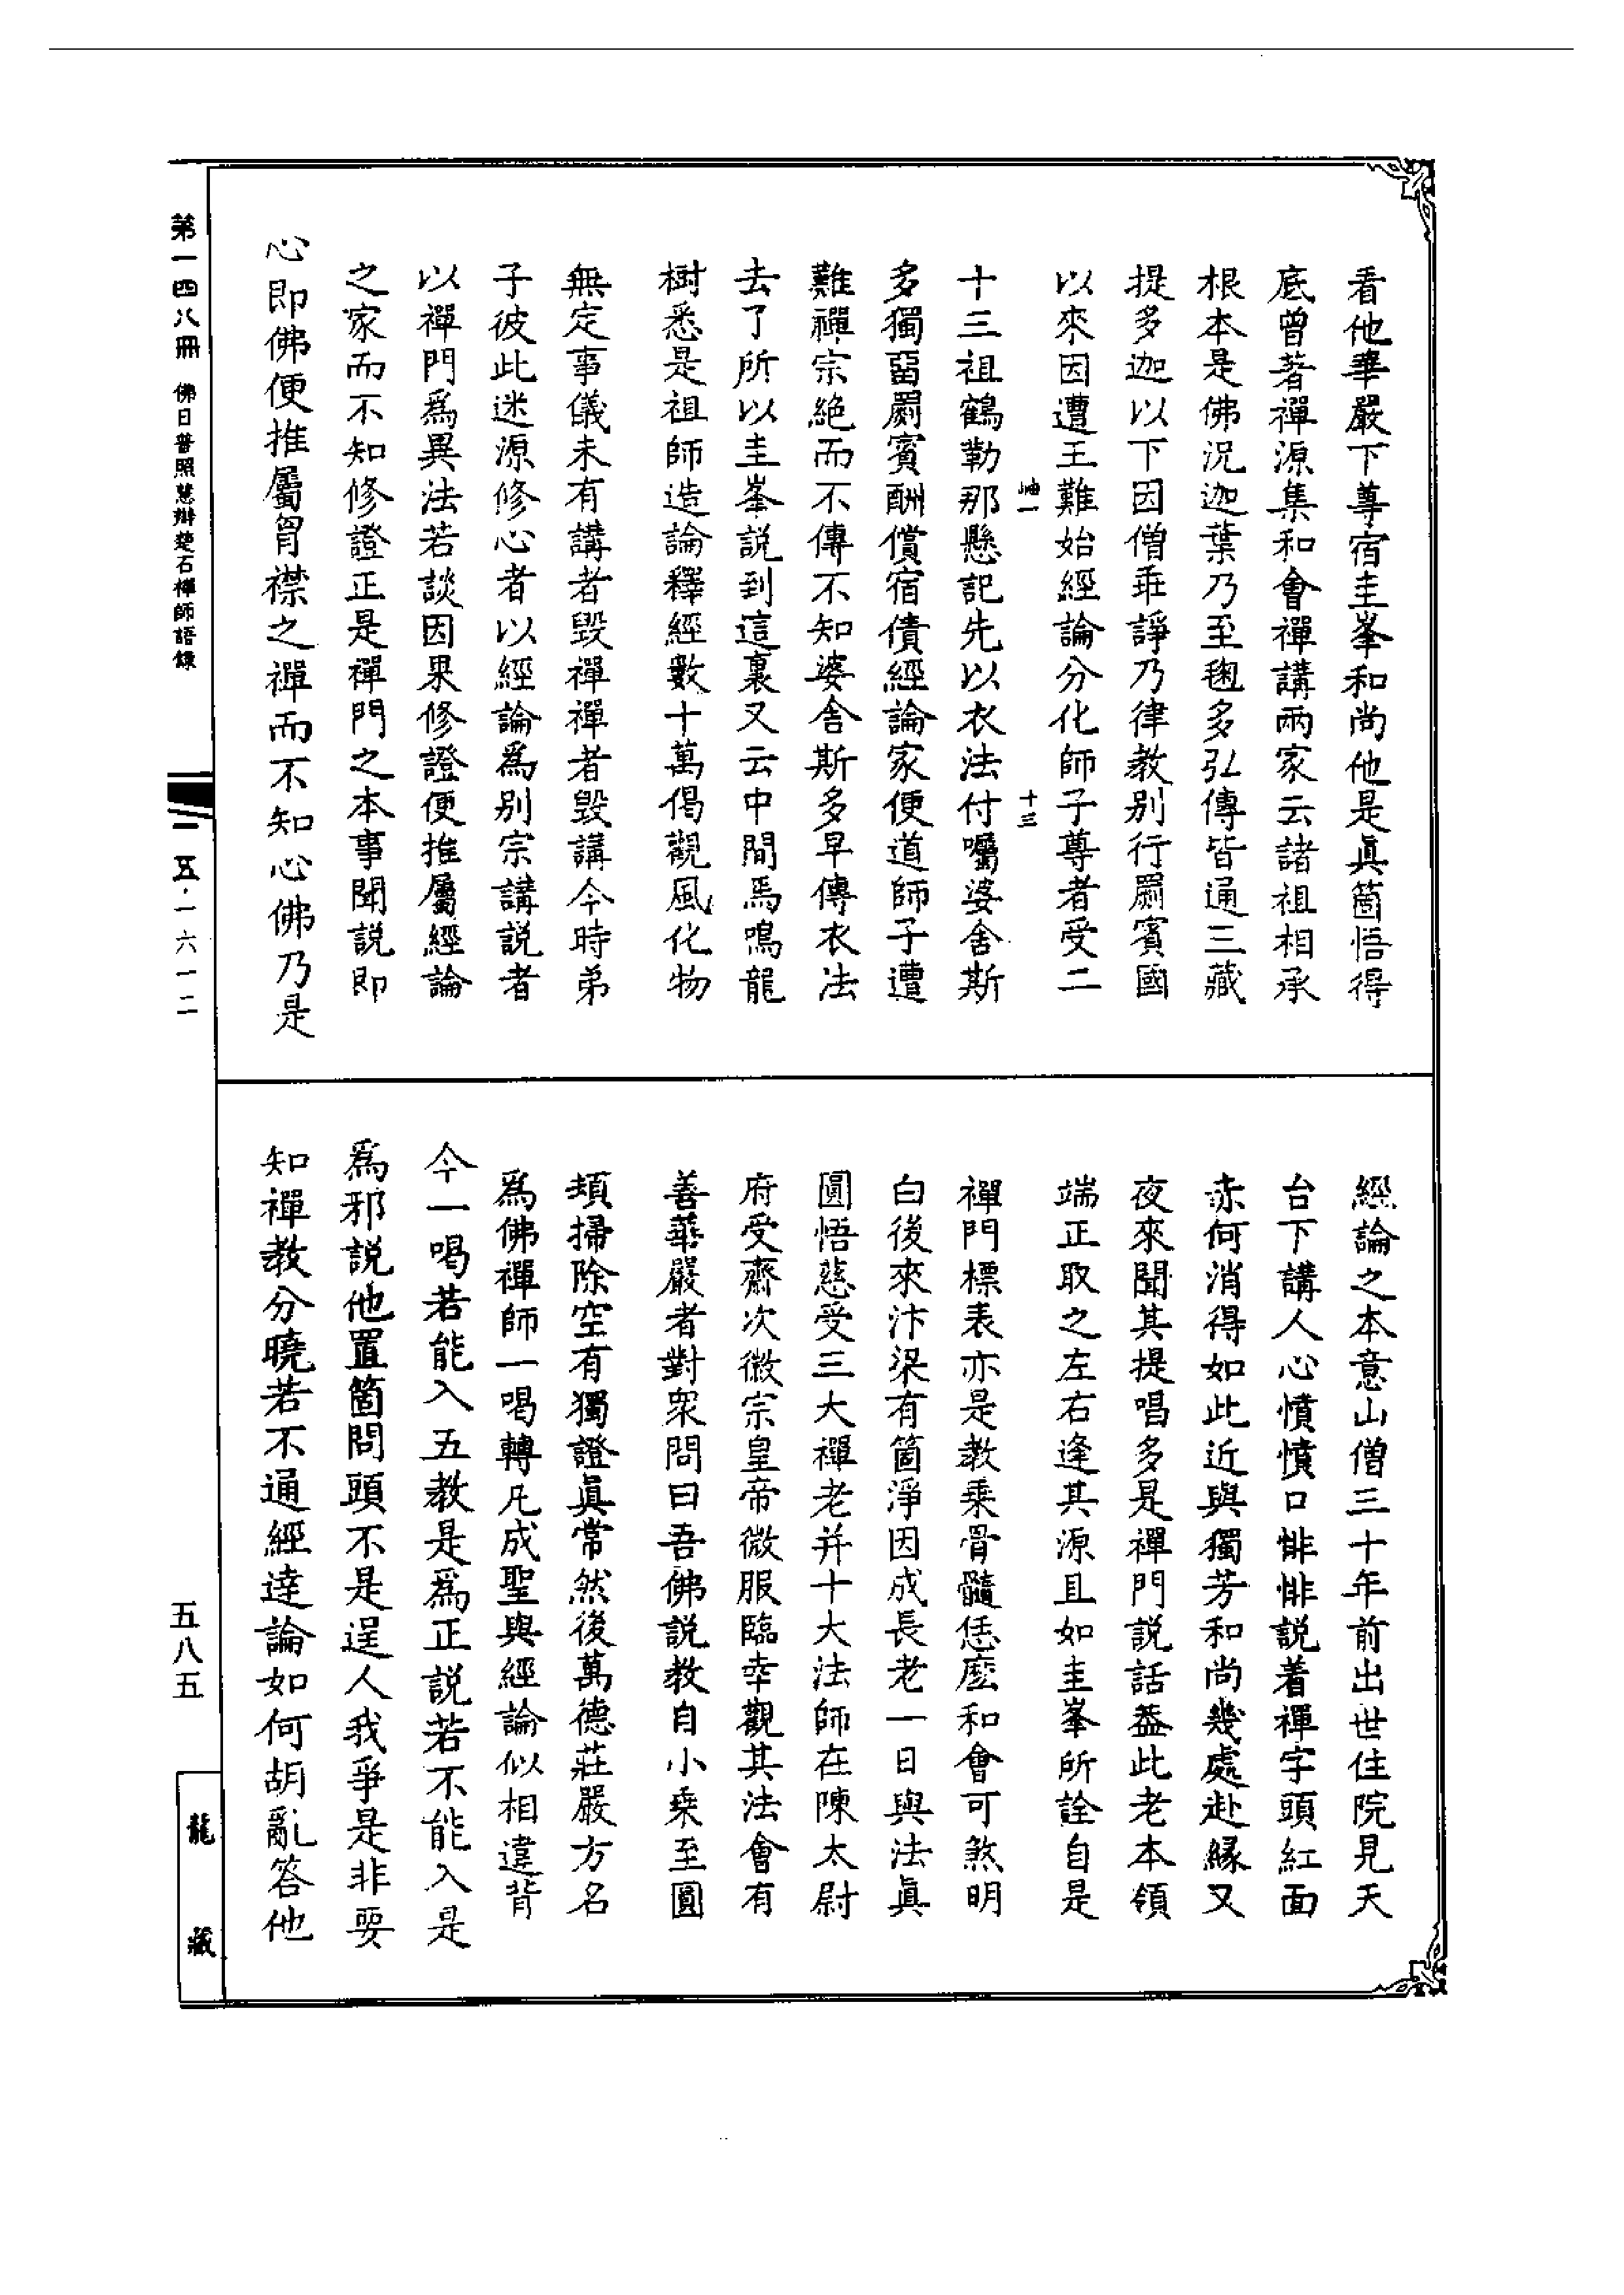 看他華嚴下尊宿圭峯和尚他是眞箇悟得
底曾著禪源集和會禪講兩家云諸祖相承
根本是佛況迦葉乃至毱多弘傳皆通三藏
提多迦以下因僧乖諍乃律教別行罽賓國
以來因遭王難始經論分化師子尊者受二
岫一
十三
十三祖鶴勒那懸記先以衣法付囑婆舍斯
多獨畱罽賓酬償宿債經論家便道師子遭
難禪宗絶而不傳不知婆舍斯多早傳衣法
去了所以圭峯説到這裏又云中間馬鳴龍
樹悉是祖師造論釋經數十萬偈觀風化物
無定事儀未有講者毀禪禪者毀講今時弟
子彼此迷源修心者以經論爲別宗講説者
以禪門爲異法若談因果修證便推屬經論
之家而不知修證正是禪門之本事聞説即
心即佛便推屬胷襟之禪而不知心佛乃是
經論之本意山僧三十年前出世住院見天
台下講人心憤憤口悱悱説着禪字頭紅面
赤何消得如此近與獨芳和尚幾處赴緣又
夜來聞其提唱多是禪門説話葢此老本領
端正取之左右逢其源且如圭峯所詮自是
禪門標表亦是教乘骨髓恁麽和會可煞明
白後來汴梁有箇淨因成長老一日與法眞
圓悟慈受三大禪老并十大法師在陳太尉
府受齋次徽宗皇帝微服臨幸觀其法會有
善華嚴者對衆問曰吾佛説教自小乘至圓
頓掃除空有獨證眞常然後萬德莊嚴方名
爲佛禪師一喝轉凡成聖與經論似相違背
今一喝若能入五教是爲正説若不能入是
爲邪説他置箇問頭不是逞人我爭是非要
知禪教分曉若不通經達論如何胡亂答他
第一四八冊
佛日普照慧辯楚石禪師語錄
一五·一六一二
五八五
龍藏